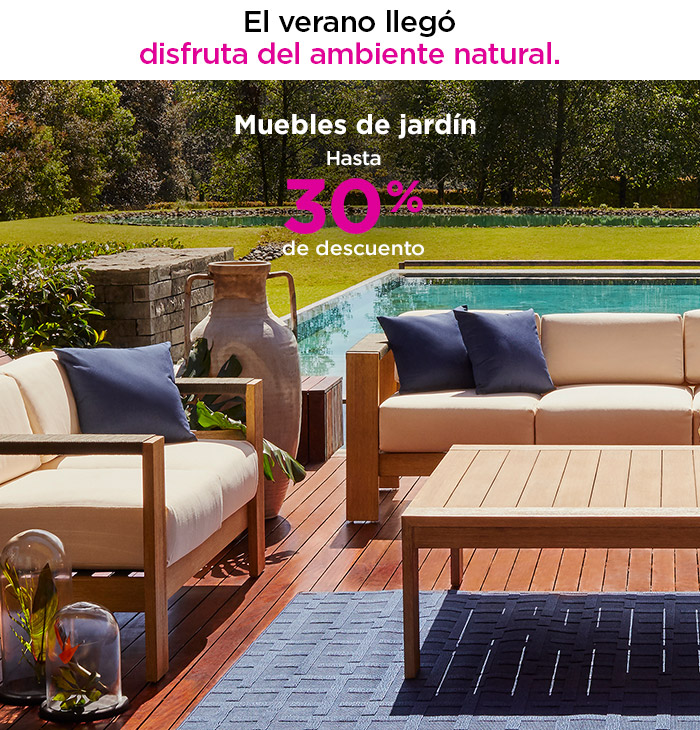 El verano llegó
disfruta del ambiente natural.
Muebles de jardín
Hasta
30%
de descuento